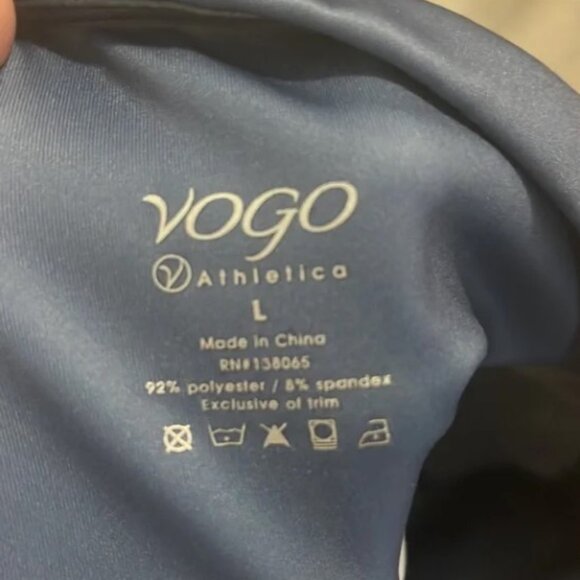 VOGO
Athletica
L
Made in China
RN#138065
92% polyester / 8% spandex
Exclusive of trim